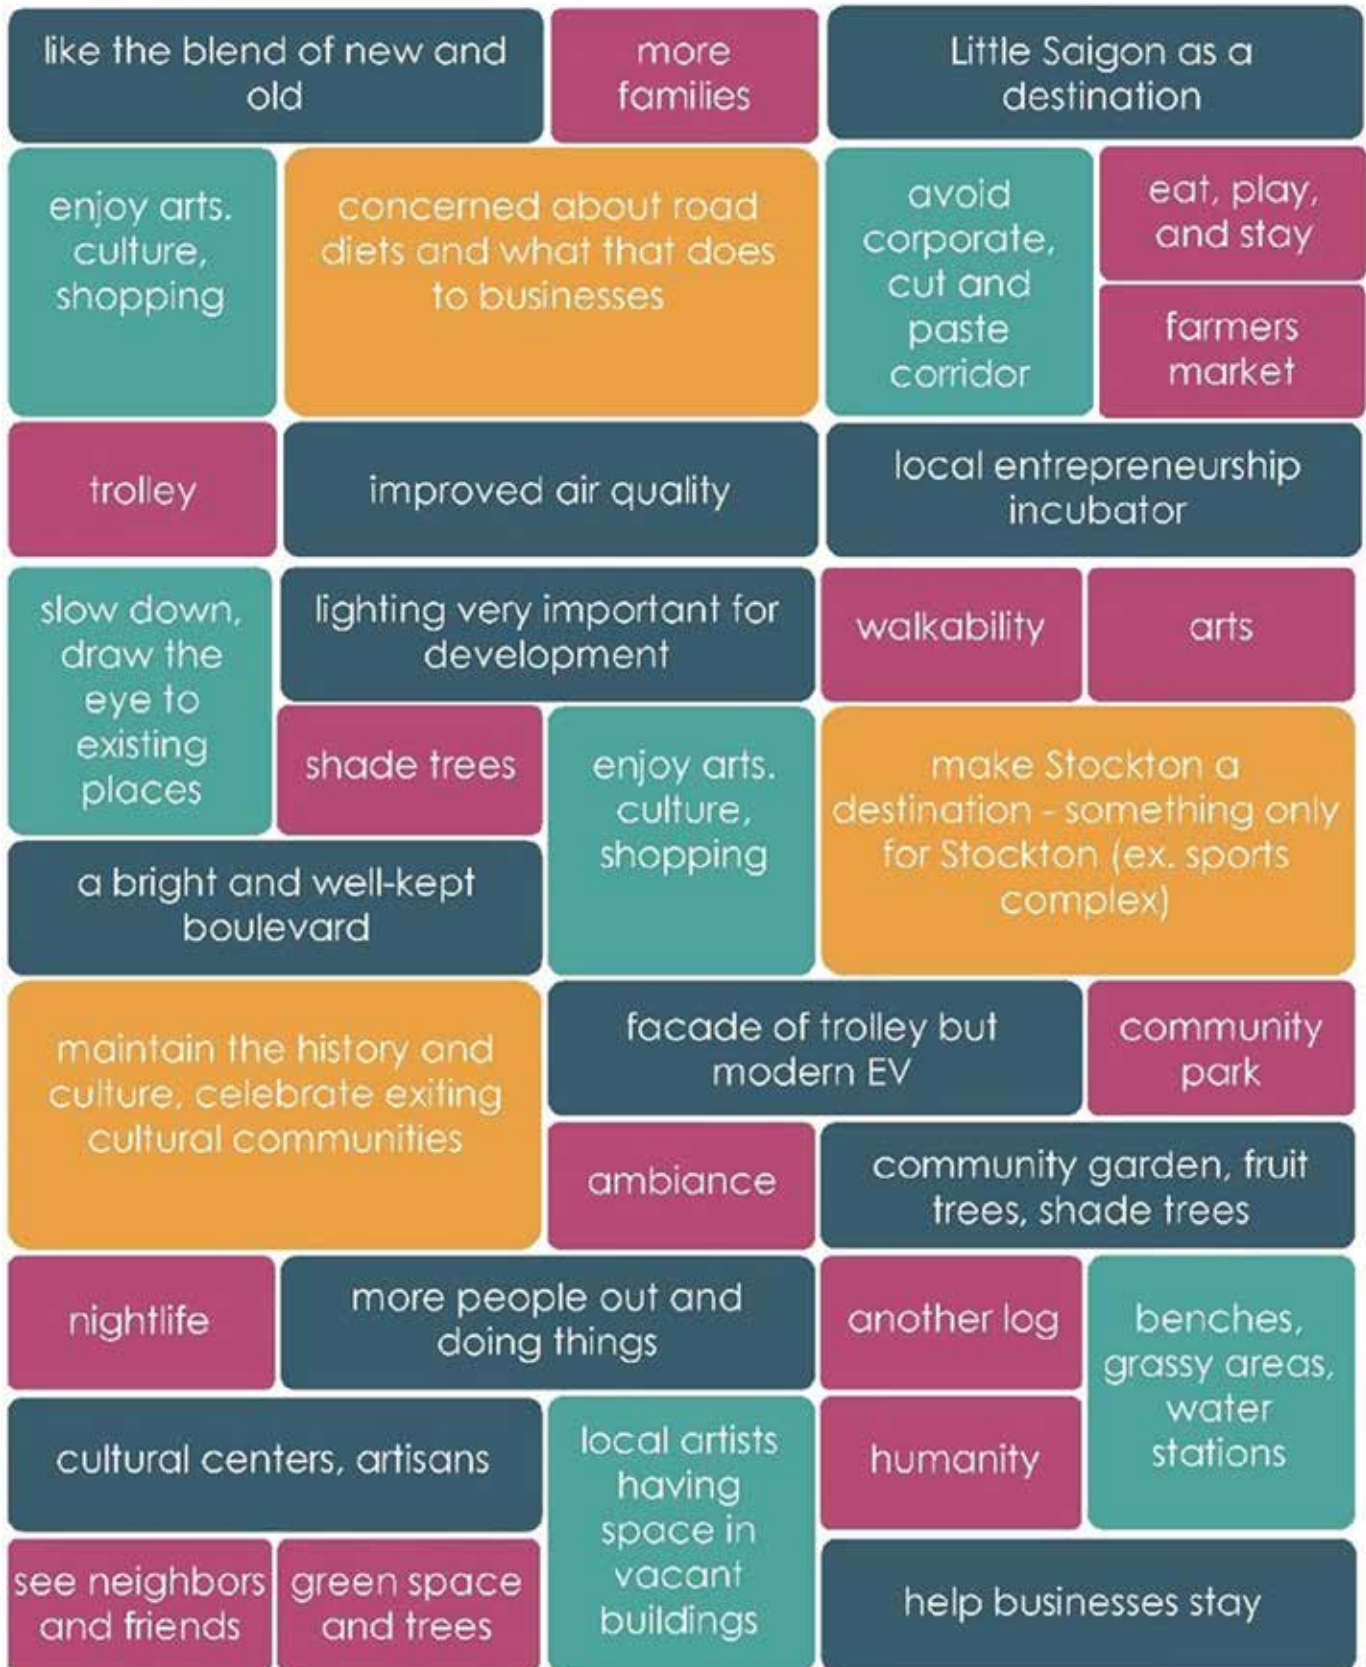 like the blend of new and
old
more
families
Little Saigon as a
destination
enjoy arts.
culture,
shopping
concerned about road
diets and what that does
to businesses
avoid
corporate,
cut and
paste
corridor
eat, play,
and stay
farmers
market
trolley
improved air quality
local entrepreneurship
incubator
slow down,
draw the
eye to
existing
places
lighting very important for
development
walkability
arts
shade trees
enjoy arts.
culture,
shopping
make Stockton a
destination - something only
for Stockton (ex. sports
complex)
a bright and well-kept
boulevard
maintain the history and
culture, celebrate exiting
cultural communities
facade of trolley but
modern EV
community
park
ambiance
community garden, fruit
trees, shade trees
nightlife
more people out and
doing things
another log
benches,
grassy areas,
water
stations
cultural centers, artisans
local artists
having
space in
vacant
buildings
humanity
see neighbors
and friends
green space
and trees
help businesses stay